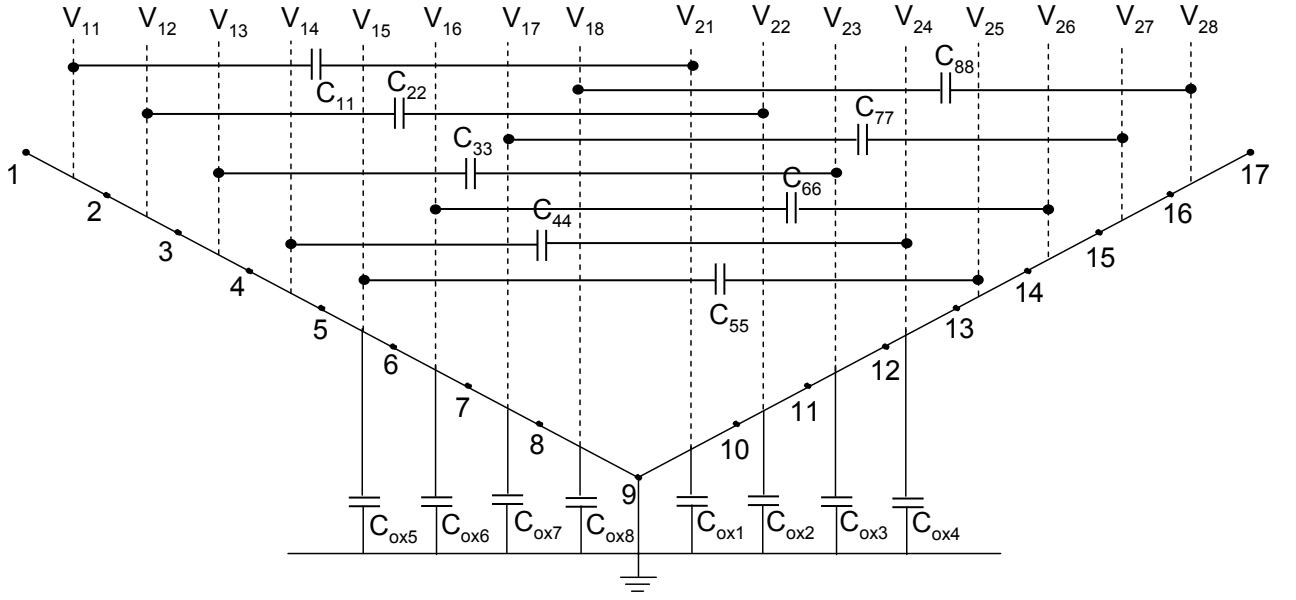 V11 V12 V13 V14 V15 V16 V17 V18 V21 V22 V23 V24 V25 V26 V27 V28
C11 C22 C88
C33 C77
C44 C66
C55
1 2 3 4 5 6 7 8 9 10 11 12 13 14 15 16 17
Cox5 Cox6 Cox7 Cox8 Cox1 Cox2 Cox3 Cox4